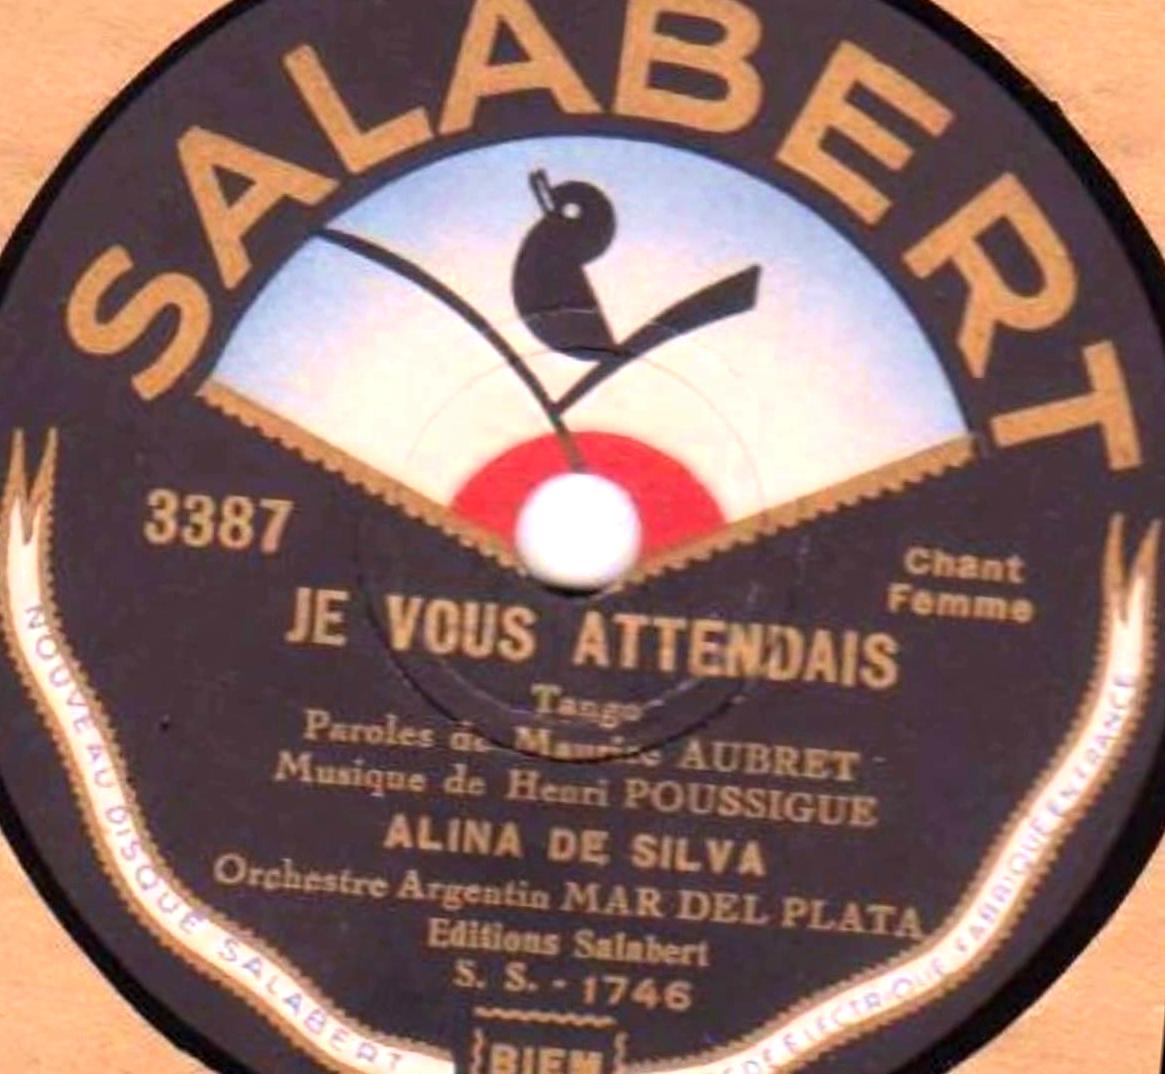 SALABERT
3387
Chant
Femme
JE VOUS ATTENDAIS
Tango
Paroles de Maurice AUBRET
Musique de Henri POUSSIGUE
ALINA DE SILVA
Orchestre Argentin MAR DEL PLATA
Editions Salabert
S. S. - 1746
BIEM
NOUVEAU DISQUE SALABERT
ELECTRIQUE FABRIQUE EN FRANCE